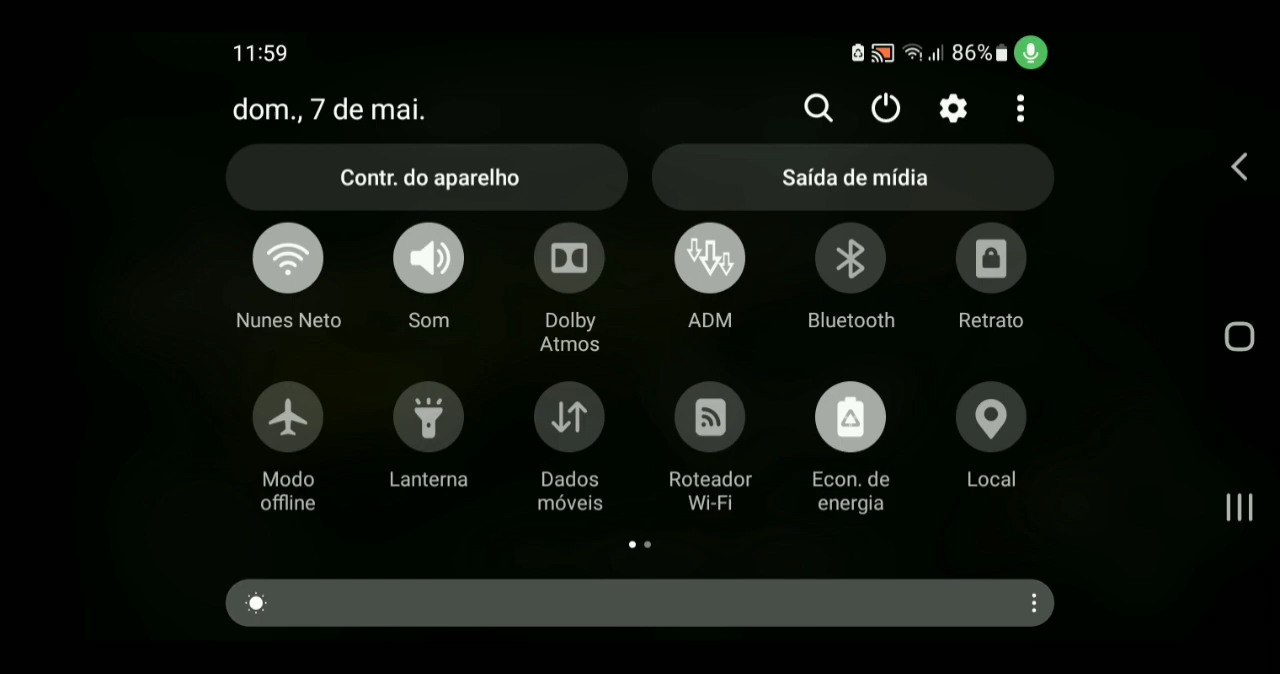 11:59
86%
dom., 7 de mai.
Contr. do aparelho
Saída de mídia
Nunes Neto
Som
Dolby
Atmos
ADM
Bluetooth
Retrato
Modo
offline
Lanterna
Dados
móveis
Roteador
Wi-Fi
Econ. de
energia
Local